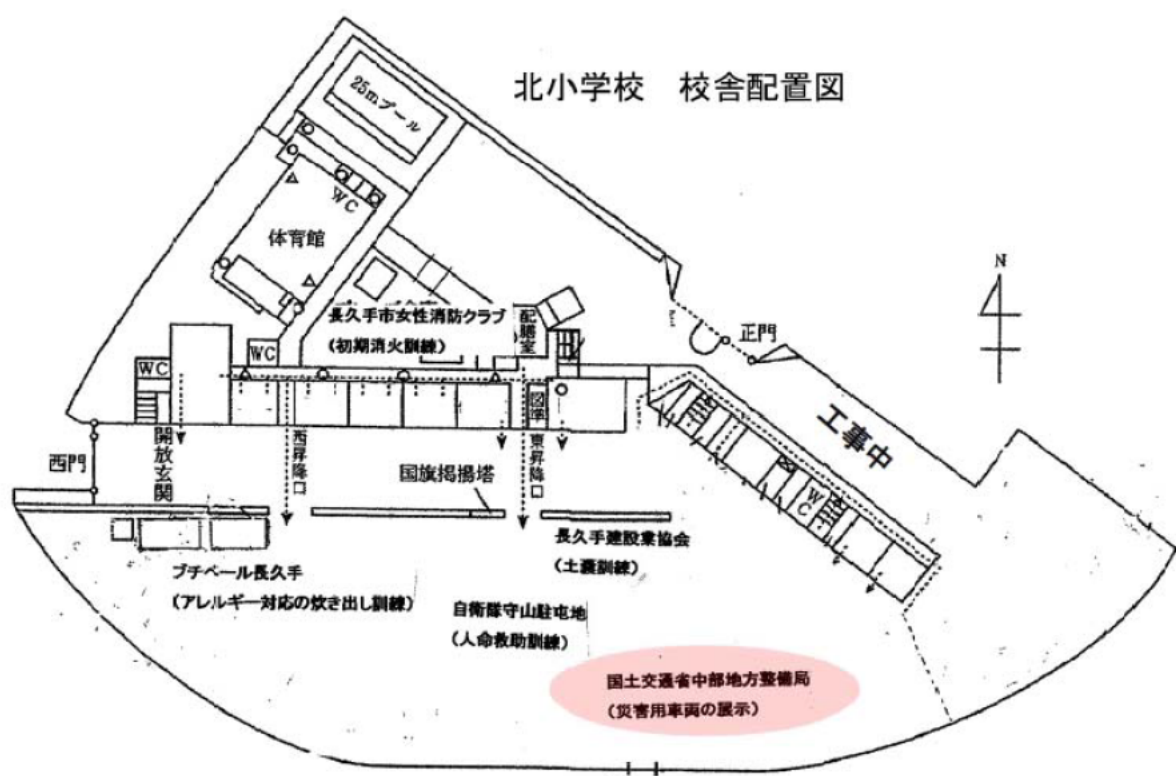 北小学校 校舎配置図
25mプール
WC
体育館
N
長久手市女性消防クラブ
(初期消火訓練)
配膳室
正門
WC
WC
図準
工事中
西門
開放玄関
西昇降口
国旗掲揚塔
東昇降口
WC
長久手建設業協会
(土嚢訓練)
プチベール長久手
(アレルギー対応の炊き出し訓練)
自衛隊守山駐屯地
(人命救助訓練)
国土交通省中部地方整備局
(災害用車両の展示)